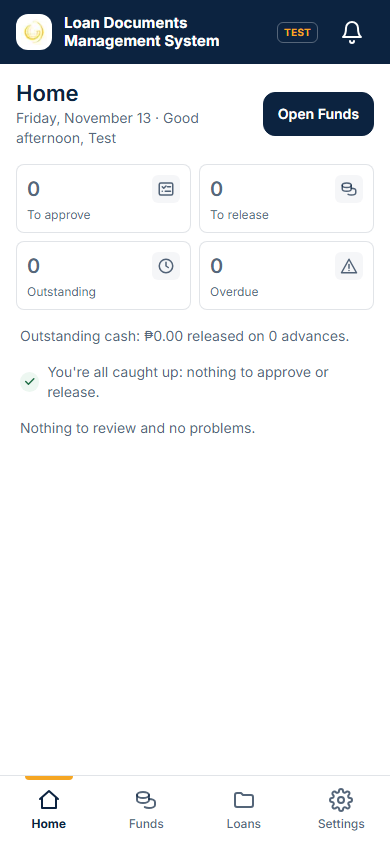 Loan Documents
Management System
TEST
Home
Friday, November 13 · Good
afternoon, Test
Open Funds
0
To approve
0
To release
0
Outstanding
0
Overdue
Outstanding cash: ₱0.00 released on 0 advances.
You're all caught up: nothing to approve or
release.
Nothing to review and no problems.
Home
Funds
Loans
Settings